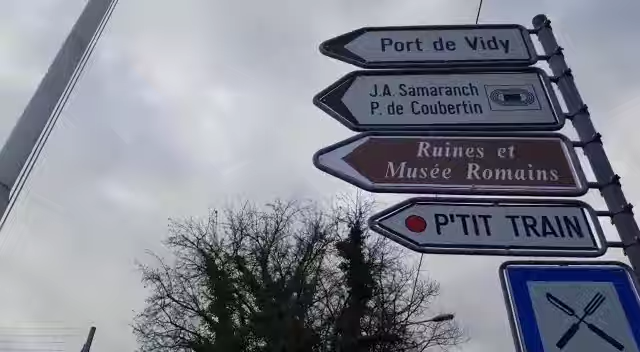 Port de Vidy
J.A. Samaranch
P. de Coubertin
Ruines et
Musée Romains
P'TIT TRAIN